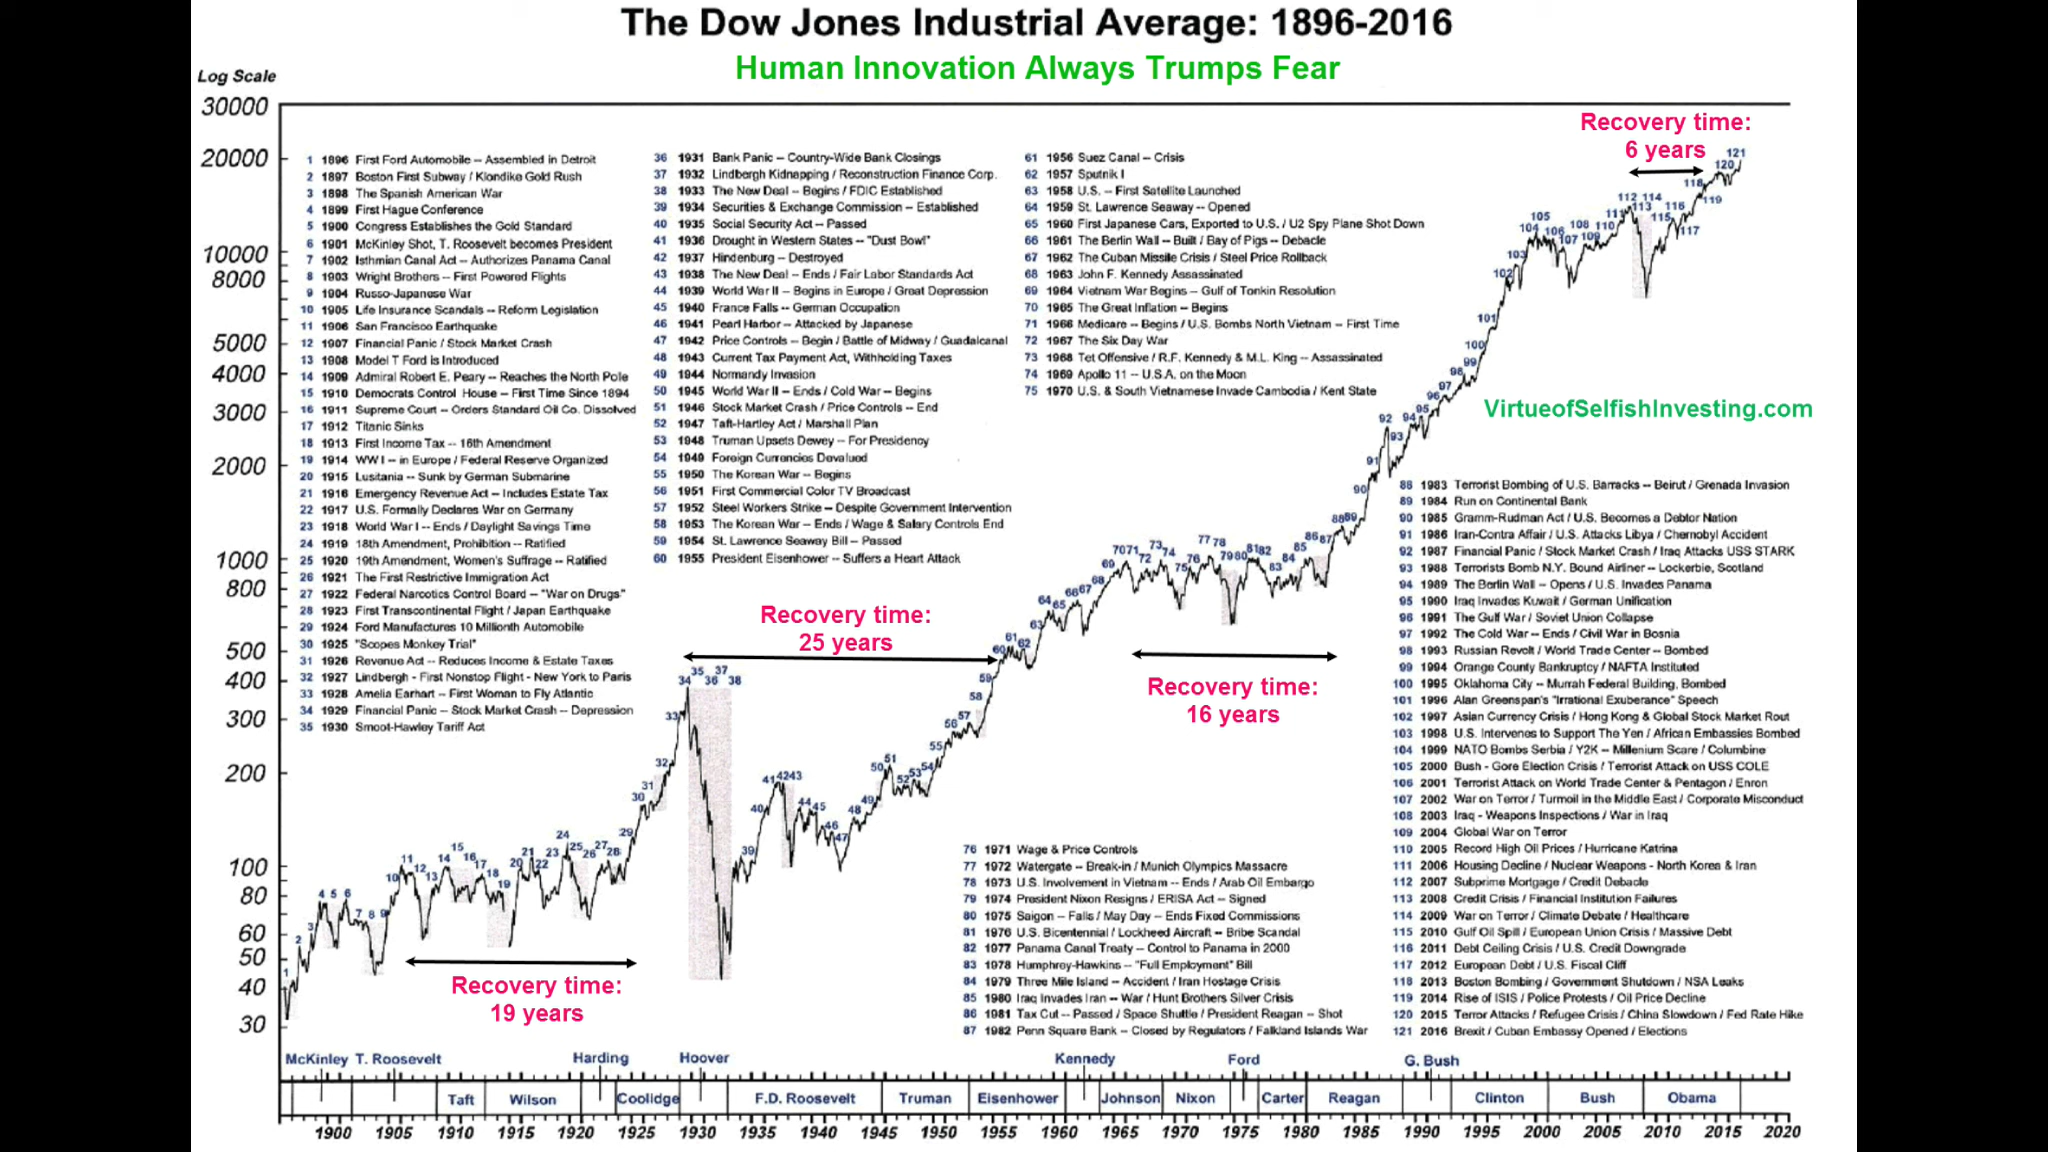 The Dow Jones Industrial Average: 1896-2016
Human Innovation Always Trumps Fear
Log Scale
30000
20000
10000
8000
5000
4000
3000
2000
1000
800
500
400
300
200
100
80
60
50
40
30
Recovery time:
6 years
1 1896 First Ford Automobile -- Assembled in Detroit
2 1897 Boston First Subway / Klondike Gold Rush
3 1898 The Spanish American War
4 1899 First Hague Conference
5 1900 Congress Establishes the Gold Standard
6 1901 McKinley Shot, T. Roosevelt becomes President
7 1902 Isthmian Canal Act -- Authorizes Panama Canal
8 1903 Wright Brothers -- First Powered Flights
9 1904 Russo-Japanese War
10 1905 Life Insurance Scandals -- Reform Legislation
11 1906 San Francisco Earthquake
12 1907 Financial Panic / Stock Market Crash
13 1908 Model T Ford is Introduced
14 1909 Admiral Robert E. Peary -- Reaches the North Pole
15 1910 Democrats Control House -- First Time Since 1894
16 1911 Supreme Court -- Orders Standard Oil Co. Dissolved
17 1912 Titanic Sinks
18 1913 First Income Tax -- 16th Amendment
19 1914 WW I -- in Europe / Federal Reserve Organized
20 1915 Lusitania -- Sunk by German Submarine
21 1916 Emergency Revenue Act -- Includes Estate Tax
22 1917 U.S. Formally Declares War on Germany
23 1918 World War I -- Ends / Daylight Savings Time
24 1919 18th Amendment, Prohibition -- Ratified
25 1920 19th Amendment, Women's Suffrage -- Ratified
26 1921 The First Restrictive Immigration Act
27 1922 Federal Narcotics Control Board -- "War on Drugs"
28 1923 First Transcontinental Flight / Japan Earthquake
29 1924 Ford Manufactures 10 Millionth Automobile
30 1925 "Scopes Monkey Trial"
31 1926 Revenue Act -- Reduces Income & Estate Taxes
32 1927 Lindbergh - First Nonstop Flight - New York to Paris
33 1928 Amelia Earhart -- First Woman to Fly Atlantic
34 1929 Financial Panic -- Stock Market Crash -- Depression
35 1930 Smoot-Hawley Tariff Act
36 1931 Bank Panic -- Country-Wide Bank Closings
37 1932 Lindbergh Kidnapping / Reconstruction Finance Corp.
38 1933 The New Deal -- Begins / FDIC Established
39 1934 Securities & Exchange Commission -- Established
40 1935 Social Security Act -- Passed
41 1936 Drought in Western States -- "Dust Bowl"
42 1937 Hindenburg -- Destroyed
43 1938 The New Deal -- Ends / Fair Labor Standards Act
44 1939 World War II -- Begins in Europe / Great Depression
45 1940 France Falls -- German Occupation
46 1941 Pearl Harbor -- Attacked by Japanese
47 1942 Price Controls -- Begin / Battle of Midway / Guadalcanal
48 1943 Current Tax Payment Act, Withholding Taxes
49 1944 Normandy Invasion
50 1945 World War II -- Ends / Cold War -- Begins
51 1946 Stock Market Crash / Price Controls -- End
52 1947 Taft-Hartley Act / Marshall Plan
53 1948 Truman Upsets Dewey -- For Presidency
54 1949 Foreign Currencies Devalued
55 1950 The Korean War -- Begins
56 1951 First Commercial Color TV Broadcast
57 1952 Steel Workers Strike -- Despite Government Intervention
58 1953 The Korean War -- Ends / Wage & Salary Controls End
59 1954 St. Lawrence Seaway Bill -- Passed
60 1955 President Eisenhower -- Suffers a Heart Attack
61 1956 Suez Canal -- Crisis
62 1957 Sputnik I
63 1958 U.S. -- First Satellite Launched
64 1959 St. Lawrence Seaway -- Opened
65 1960 First Japanese Cars, Exported to U.S. / U2 Spy Plane Shot Down
66 1961 The Berlin Wall -- Built / Bay of Pigs -- Debacle
67 1962 The Cuban Missile Crisis / Steel Price Rollback
68 1963 John F. Kennedy Assassinated
69 1964 Vietnam War Begins -- Gulf of Tonkin Resolution
70 1965 The Great Inflation -- Begins
71 1966 Medicare -- Begins / U.S. Bombs North Vietnam -- First Time
72 1967 The Six Day War
73 1968 Tet Offensive / R.F. Kennedy & M.L. King -- Assassinated
74 1969 Apollo 11 -- U.S.A. on the Moon
75 1970 U.S. & South Vietnamese Invade Cambodia / Kent State
VirtueofSelfishInvesting.com
Recovery time:
25 years
Recovery time:
16 years
Recovery time:
19 years
76 1971 Wage & Price Controls
77 1972 Watergate -- Break-in / Munich Olympics Massacre
78 1973 U.S. Involvement in Vietnam -- Ends / Arab Oil Embargo
79 1974 President Nixon Resigns / ERISA Act -- Signed
80 1975 Saigon -- Falls / May Day -- Ends Fixed Commissions
81 1976 U.S. Bicentennial / Lockheed Aircraft -- Bribe Scandal
82 1977 Panama Canal Treaty -- Control to Panama in 2000
83 1978 Humphrey-Hawkins -- "Full Employment" Bill
84 1979 Three Mile Island -- Accident / Iran Hostage Crisis
85 1980 Iraq Invades Iran -- War / Hunt Brothers Silver Crisis
86 1981 Tax Cut -- Passed / Space Shuttle / President Reagan -- Shot
87 1982 Penn Square Bank -- Closed by Regulators / Falkland Islands War
88 1983 Terrorist Bombing of U.S. Barracks -- Beirut / Grenada Invasion
89 1984 Run on Continental Bank
90 1985 Gramm-Rudman Act / U.S. Becomes a Debtor Nation
91 1986 Iran-Contra Affair / U.S. Attacks Libya / Chernobyl Accident
92 1987 Financial Panic / Stock Market Crash / Iraq Attacks USS STARK
93 1988 Terrorists Bomb N.Y. Bound Airliner -- Lockerbie, Scotland
94 1989 The Berlin Wall -- Opens / U.S. Invades Panama
95 1990 Iraq Invades Kuwait / German Unification
96 1991 The Gulf War / Soviet Union Collapse
97 1992 The Cold War -- Ends / Civil War in Bosnia
98 1993 Russian Revolt / World Trade Center -- Bombed
99 1994 Orange County Bankruptcy / NAFTA Instituted
100 1995 Oklahoma City -- Murrah Federal Building, Bombed
101 1996 Alan Greenspan's "Irrational Exuberance" Speech
102 1997 Asian Currency Crisis / Hong Kong & Global Stock Market Rout
103 1998 U.S. Intervenes to Support The Yen / African Embassies Bombed
104 1999 NATO Bombs Serbia / Y2K -- Millenium Scare / Columbine
105 2000 Bush - Gore Election Crisis / Terrorist Attack on USS COLE
106 2001 Terrorist Attack on World Trade Center & Pentagon / Enron
107 2002 War on Terror / Turmoil in the Middle East / Corporate Misconduct
108 2003 Iraq - Weapons Inspections / War in Iraq
109 2004 Global War on Terror
110 2005 Record High Oil Prices / Hurricane Katrina
111 2006 Housing Decline / Nuclear Weapons - North Korea & Iran
112 2007 Subprime Mortgage / Credit Debacle
113 2008 Credit Crisis / Financial Institution Failures
114 2009 War on Terror / Climate Debate / Healthcare
115 2010 Gulf Oil Spill / European Union Crisis / Massive Debt
116 2011 Debt Ceiling Crisis / U.S. Credit Downgrade
117 2012 European Debt / U.S. Fiscal Cliff
118 2013 Boston Bombing / Government Shutdown / NSA Leaks
119 2014 Rise of ISIS / Police Protests / Oil Price Decline
120 2015 Terror Attacks / Refugee Crisis / China Slowdown / Fed Rate Hike
121 2016 Brexit / Cuban Embassy Opened / Elections
McKinley T. Roosevelt Harding Hoover Kennedy Ford G. Bush
Taft Wilson Coolidge F.D. Roosevelt Truman Eisenhower Johnson Nixon Carter Reagan Clinton Bush Obama
1900 1905 1910 1915 1920 1925 1930 1935 1940 1945 1950 1955 1960 1965 1970 1975 1980 1985 1990 1995 2000 2005 2010 2015 2020